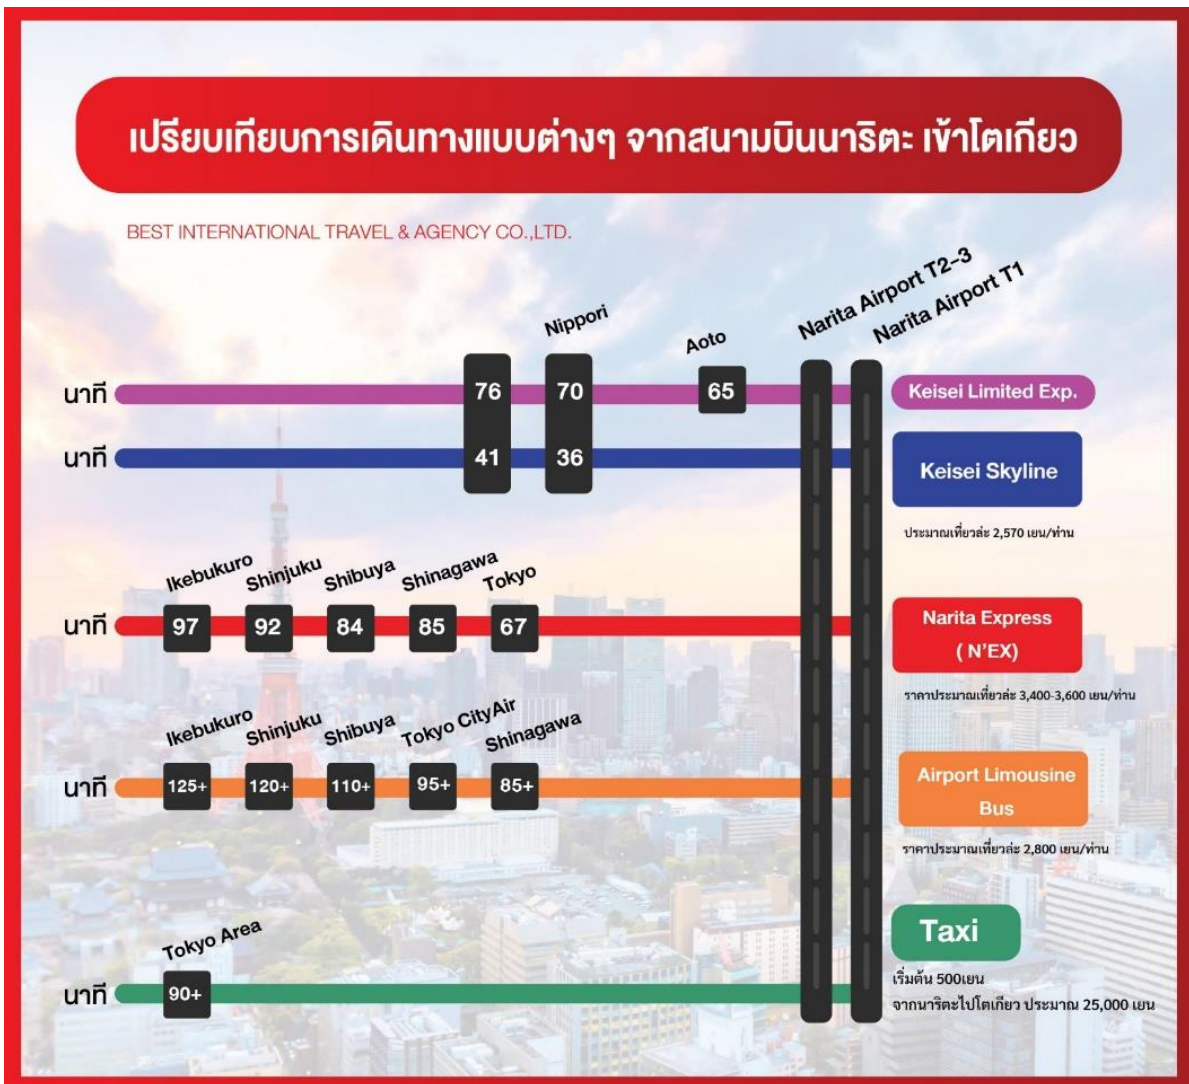 เปรียบเทียบการเดินทางแบบต่างๆ จากสนามบินนาริตะ เข้าโตเกียว
BEST INTERNATIONAL TRAVEL & AGENCY CO.,LTD.
Narita Airport T2-3
Narita Airport T1
Nippori
Aoto
นาที 76 70 65 Keisei Limited Exp.
นาที 41 36 Keisei Skyline
ประมาณเที่ยวล่ะ 2,570 เยน/ท่าน
Ikebukuro Shinjuku Shibuya Shinagawa Tokyo
นาที 97 92 84 85 67 Narita Express
( N'EX)
ราคาประมาณเที่ยวล่ะ 3,400-3,600 เยน/ท่าน
Ikebukuro Shinjuku Shibuya Tokyo CityAir Shinagawa
นาที 125+ 120+ 110+ 95+ 85+ Airport Limousine
Bus
ราคาประมาณเที่ยวล่ะ 2,800 เยน/ท่าน
Tokyo Area
Taxi
เริ่มต้น 500เยน
นาที 90+ จากนาริตะไปโตเกียว ประมาณ 25,000 เยน